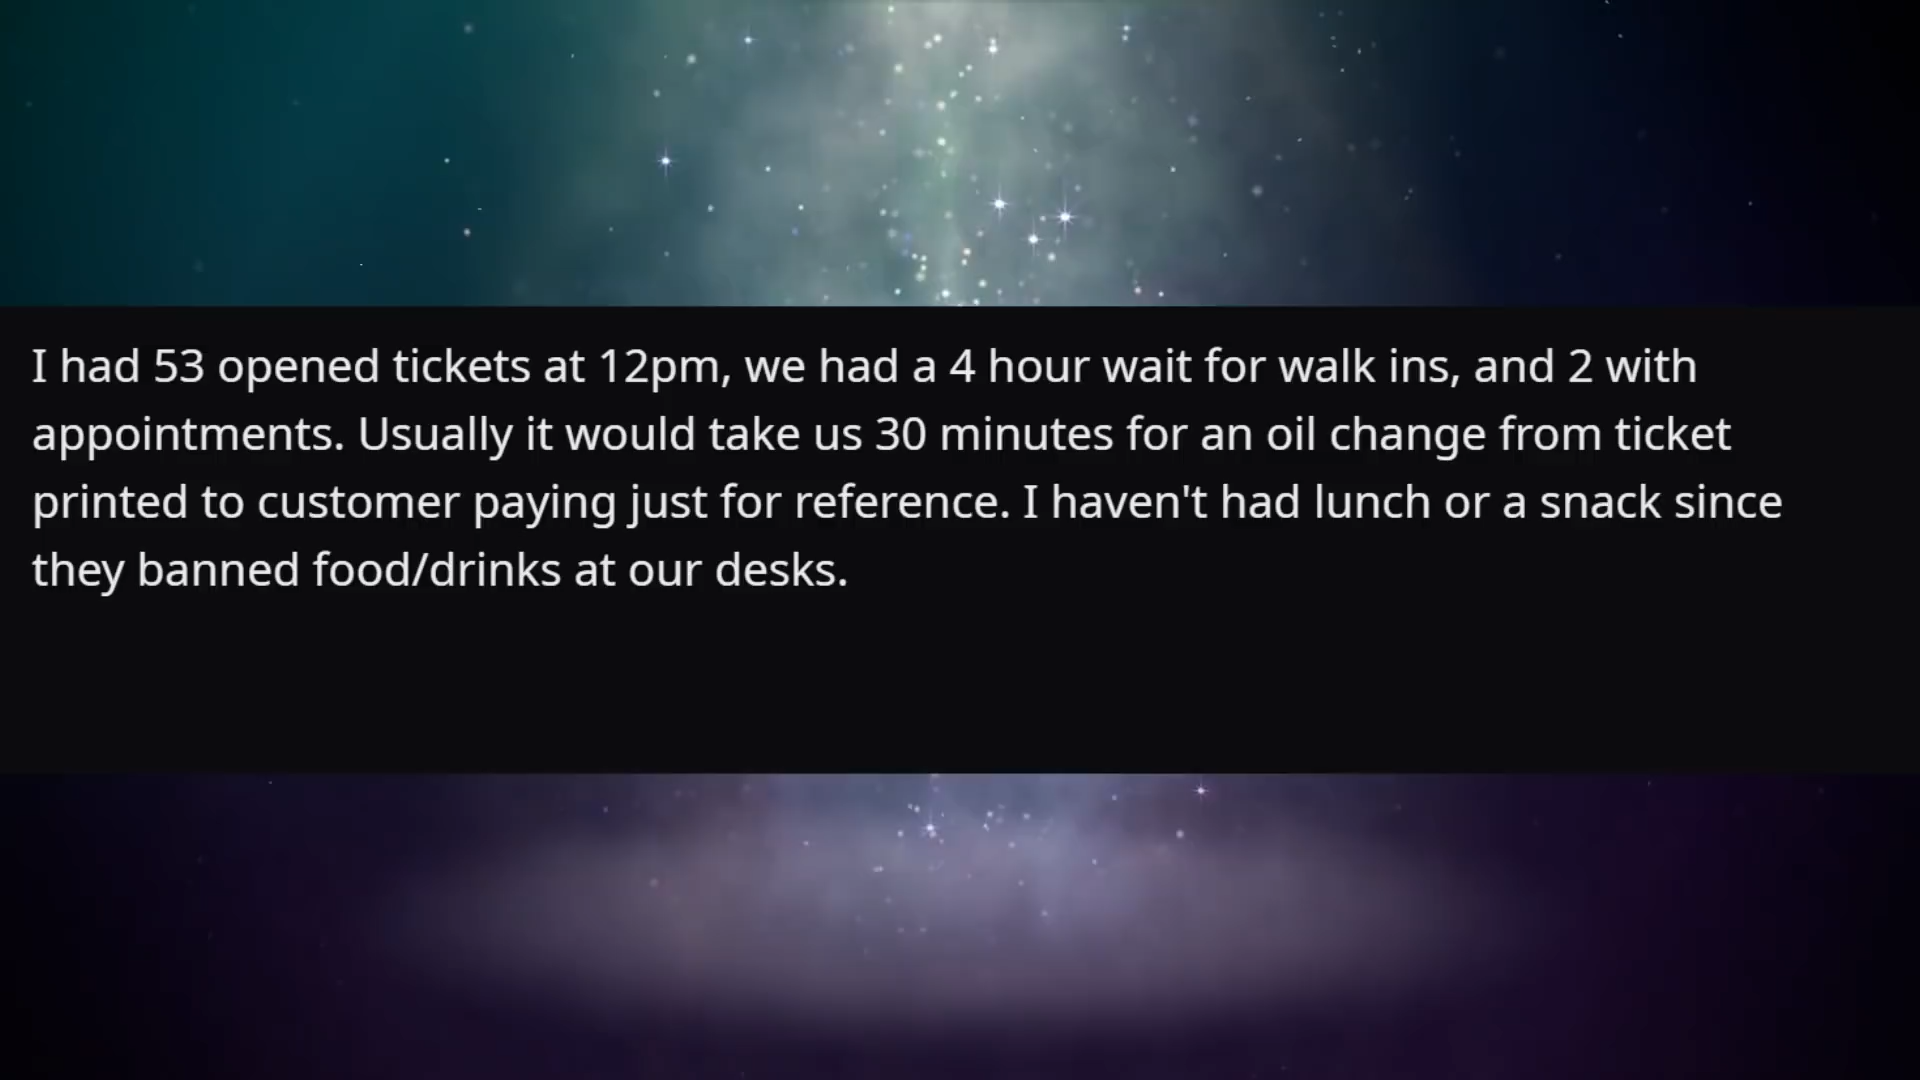 I had 53 opened tickets at 12pm, we had a 4 hour wait for walk ins, and 2 with
appointments. Usually it would take us 30 minutes for an oil change from ticket
printed to customer paying just for reference. I haven't had lunch or a snack since
they banned food/drinks at our desks.